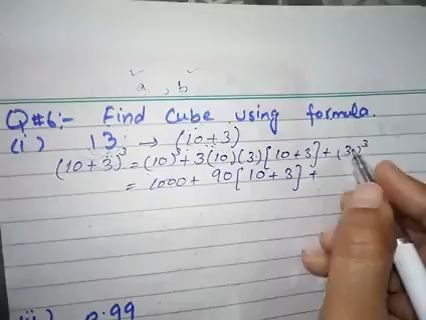 a , b
Q#6:- Find Cube using formula.
(i) 13 → (10+3)
(10+3)³ = (10)³ + 3(10)(3)[10+3] + (3)³
= 1000 + 90[10+3] +
0.99